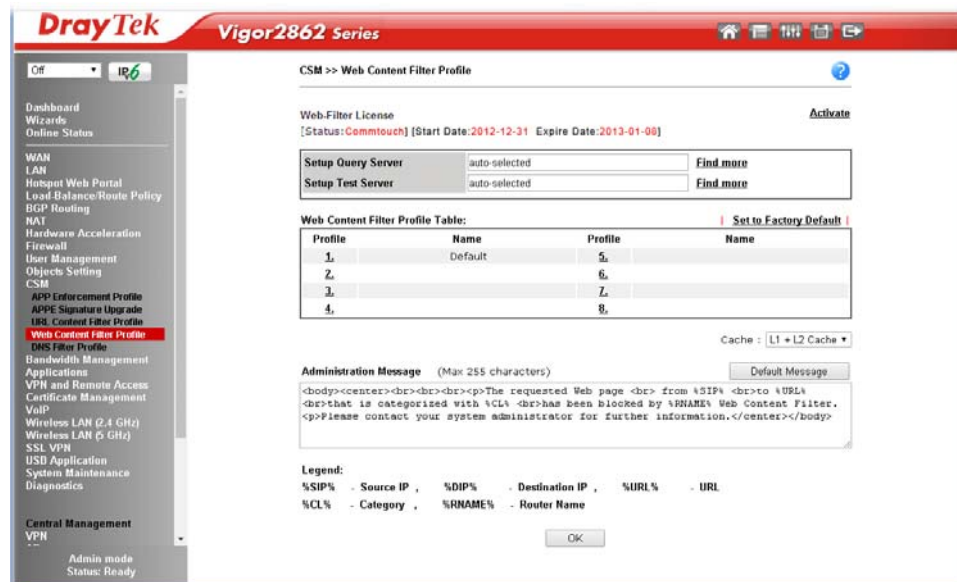 DrayTek
Vigor2862 Series
Off
IPv6
Dashboard
Wizards
Online Status
WAN
LAN
Hotspot Web Portal
Load-Balance/Route Policy
BGP Routing
NAT
Hardware Acceleration
Firewall
User Management
Objects Setting
CSM
APP Enforcement Profile
APPE Signature Upgrade
URL Content Filter Profile
Web Content Filter Profile
DNS Filter Profile
Bandwidth Management
Applications
VPN and Remote Access
Certificate Management
VoIP
Wireless LAN (2.4 GHz)
Wireless LAN (5 GHz)
SSL VPN
USB Application
System Maintenance
Diagnostics
Central Management
VPN
Admin mode
Status: Ready
CSM >> Web Content Filter Profile
?
Web-Filter License
Activate
[Status:Commtouch] [Start Date:2012-12-31 Expire Date:2013-01-08]
Setup Query Server auto-selected Find more
Setup Test Server auto-selected Find more
Web Content Filter Profile Table: | Set to Factory Default |
Profile Name Profile Name
1. Default 5.
2. 6.
3. 7.
4. 8.
Cache : L1 + L2 Cache
Administration Message (Max 255 characters) Default Message
<body><center><br><br><br><p>The requested Web page <br> from %SIP% <br>to %URL%
<br>that is categorized with %CL% <br>has been blocked by %RNAME% Web Content Filter.
<p>Please contact your system administrator for further information.</center></body>
Legend:
%SIP% - Source IP , %DIP% - Destination IP , %URL% - URL
%CL% - Category , %RNAME% - Router Name
OK